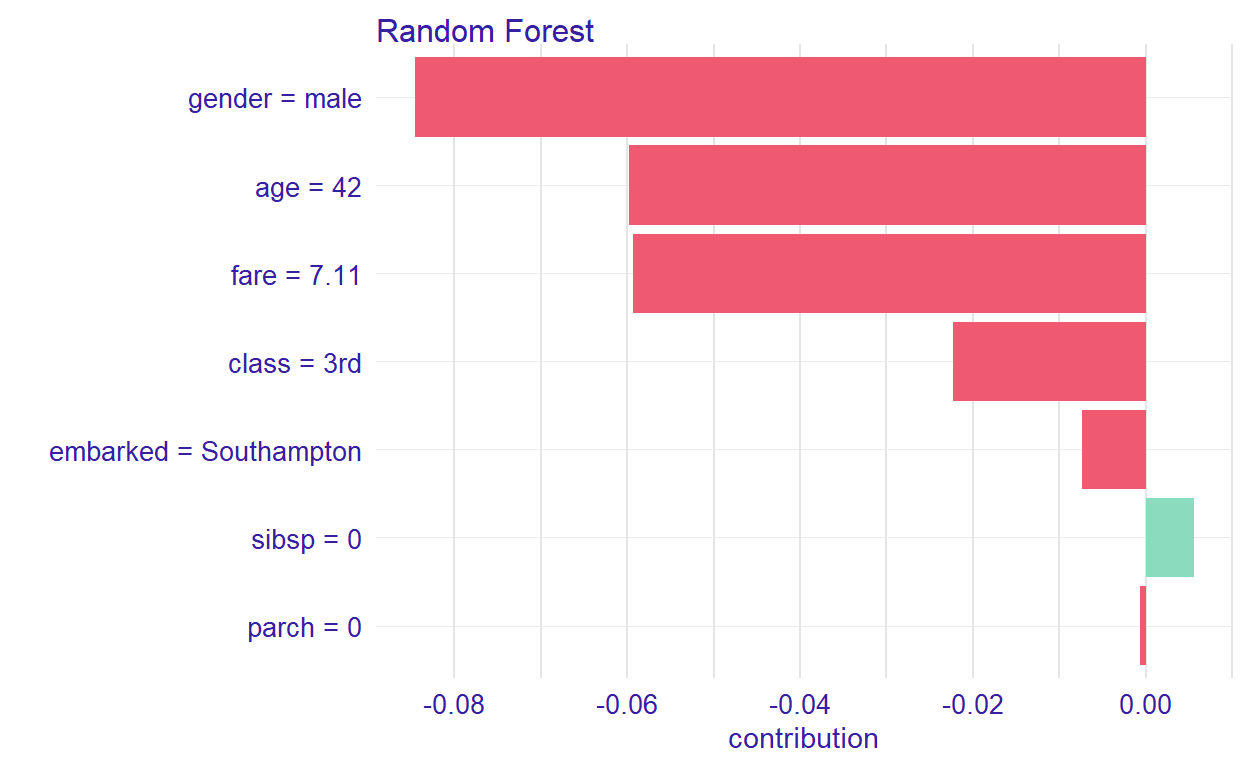 Random Forest
gender = male
age = 42
fare = 7.11
class = 3rd
embarked = Southampton
sibsp = 0
parch = 0
-0.08 -0.06 -0.04 -0.02 0.00
contribution